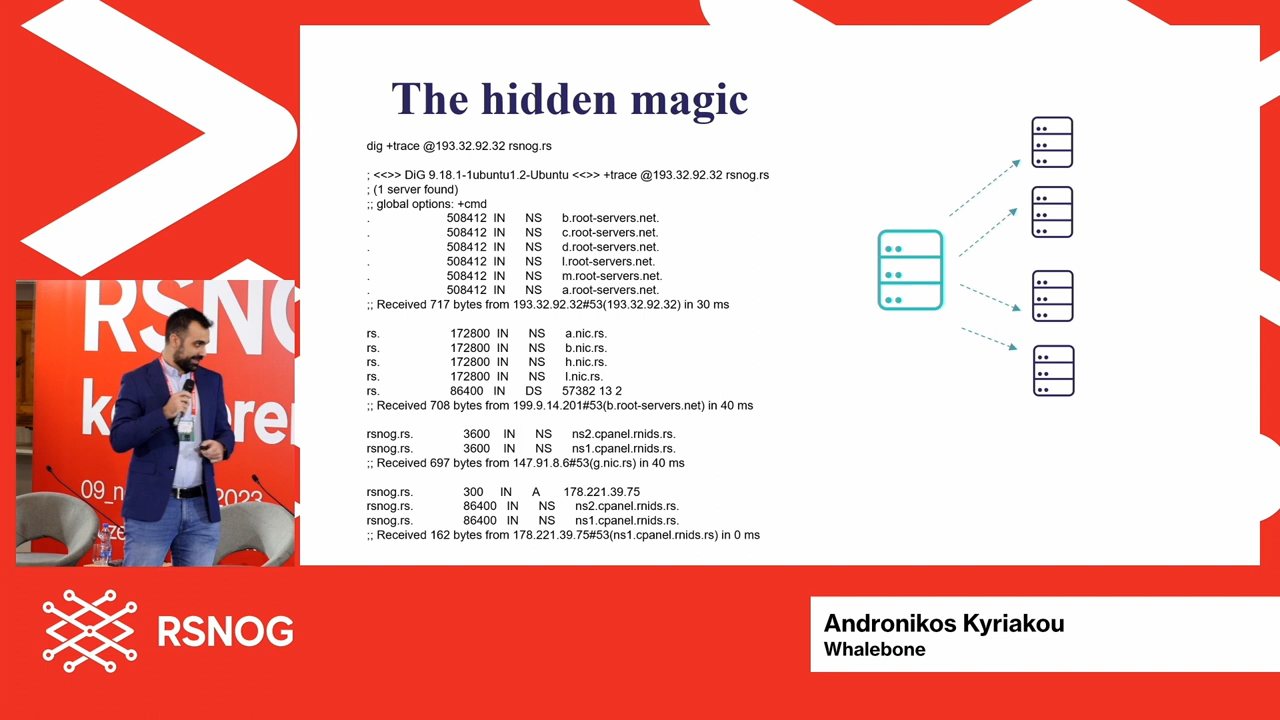 The hidden magic
dig +trace @193.32.92.32 rsnog.rs
; <<>> DiG 9.18.1-1ubuntu1.2-Ubuntu <<>> +trace @193.32.92.32 rsnog.rs
; (1 server found)
;; global options: +cmd
. 508412 IN NS b.root-servers.net.
. 508412 IN NS c.root-servers.net.
. 508412 IN NS d.root-servers.net.
. 508412 IN NS l.root-servers.net.
. 508412 IN NS m.root-servers.net.
. 508412 IN NS a.root-servers.net.
;; Received 717 bytes from 193.32.92.32#53(193.32.92.32) in 30 ms
rs. 172800 IN NS a.nic.rs.
rs. 172800 IN NS b.nic.rs.
rs. 172800 IN NS h.nic.rs.
rs. 172800 IN NS l.nic.rs.
rs. 86400 IN DS 57382 13 2
;; Received 708 bytes from 199.9.14.201#53(b.root-servers.net) in 40 ms
rsnog.rs. 3600 IN NS ns2.cpanel.rnids.rs.
rsnog.rs. 3600 IN NS ns1.cpanel.rnids.rs.
;; Received 697 bytes from 147.91.8.6#53(g.nic.rs) in 40 ms
rsnog.rs. 300 IN A 178.221.39.75
rsnog.rs. 86400 IN NS ns2.cpanel.rnids.rs.
rsnog.rs. 86400 IN NS ns1.cpanel.rnids.rs.
;; Received 162 bytes from 178.221.39.75#53(ns1.cpanel.rnids.rs) in 0 ms
RSNO
2023
RSNOG
Andronikos Kyriakou
Whalebone